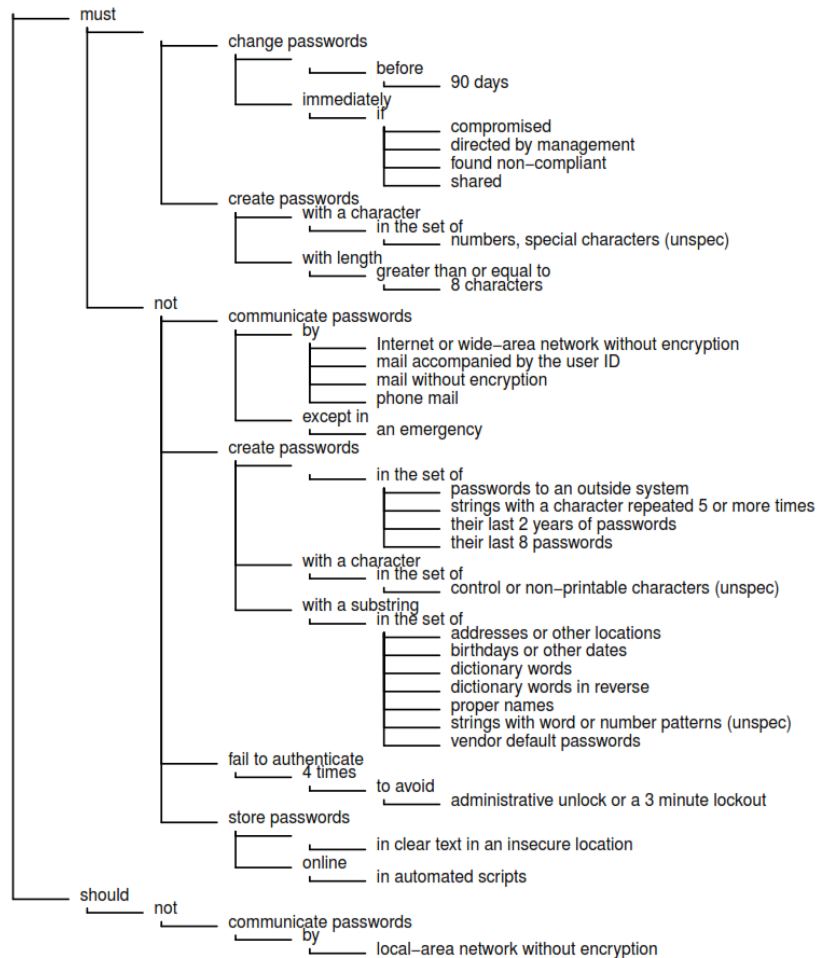 must
change passwords
before
90 days
immediately
if
compromised
directed by management
found non−compliant
shared
create passwords
with a character
in the set of
numbers, special characters (unspec)
with length
greater than or equal to
8 characters
not
communicate passwords
by
Internet or wide−area network without encryption
mail accompanied by the user ID
mail without encryption
phone mail
except in
an emergency
create passwords
in the set of
passwords to an outside system
strings with a character repeated 5 or more times
their last 2 years of passwords
their last 8 passwords
with a character
in the set of
control or non−printable characters (unspec)
with a substring
in the set of
addresses or other locations
birthdays or other dates
dictionary words
dictionary words in reverse
proper names
strings with word or number patterns (unspec)
vendor default passwords
fail to authenticate
4 times
to avoid
administrative unlock or a 3 minute lockout
store passwords
in clear text in an insecure location
online
in automated scripts
should
not
communicate passwords
by
local−area network without encryption